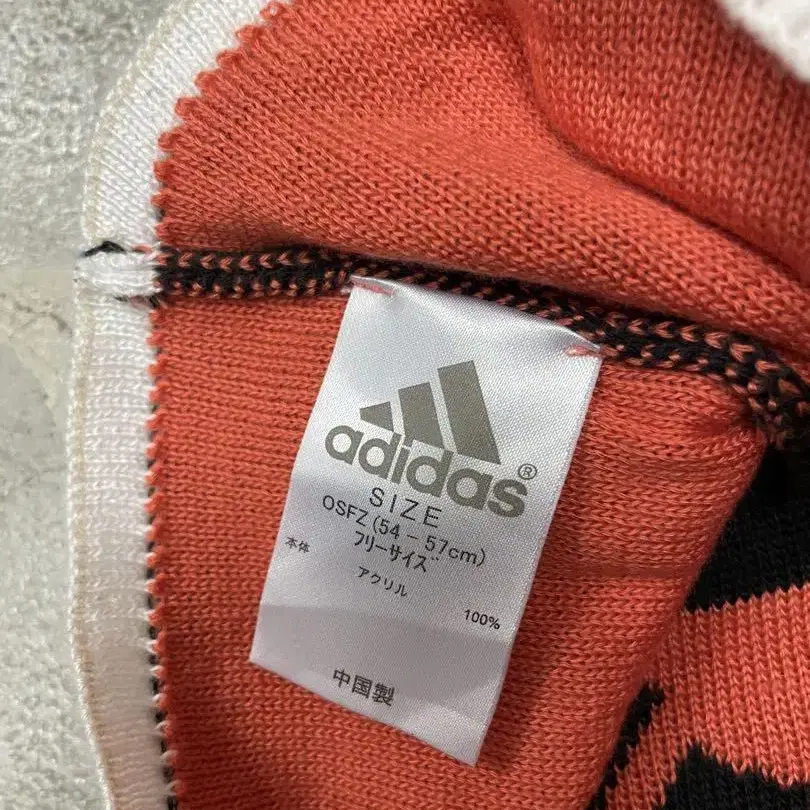 adidas®
SIZE
OSFZ (54 - 57cm)
フリーサイズ
本体 アクリル 100%
中国製